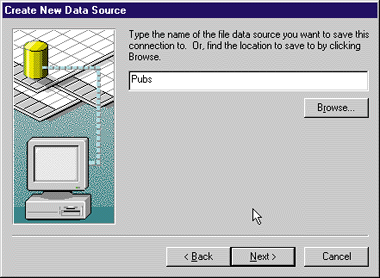 Create New Data Source
Type the name of the file data source you want to save this
connection to. Or, find the location to save to by clicking
Browse.
Pubs
Browse...
< Back
Next >
Cancel